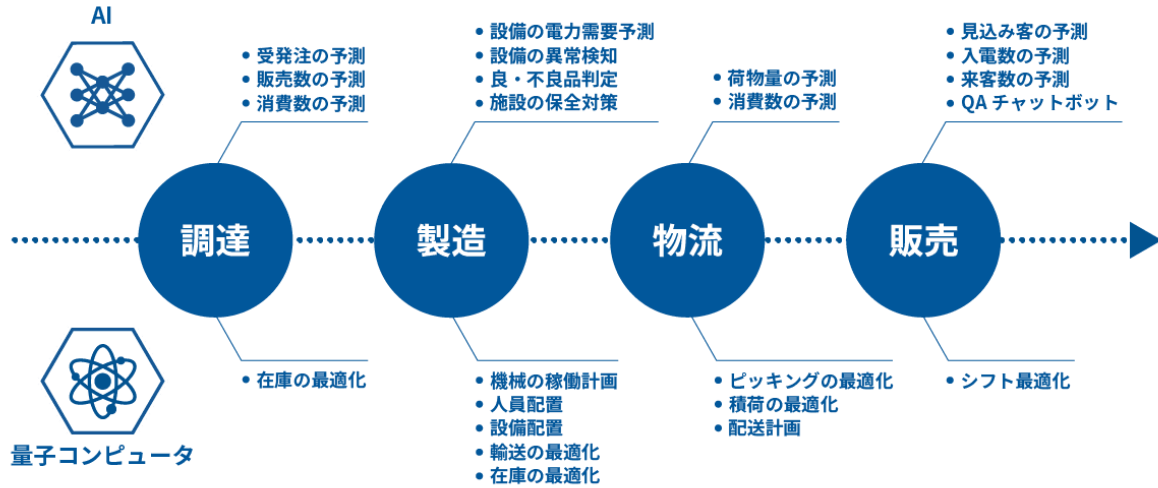 AI
• 受発注の予測
• 販売数の予測
• 消費数の予測
• 設備の電力需要予測
• 設備の異常検知
• 良・不良品判定
• 施設の保全対策
• 荷物量の予測
• 消費数の予測
• 見込み客の予測
• 入電数の予測
• 来客数の予測
• QA チャットボット
調達
製造
物流
販売
量子コンピュータ
• 在庫の最適化
• 機械の稼働計画
• 人員配置
• 設備配置
• 輸送の最適化
• 在庫の最適化
• ピッキングの最適化
• 積荷の最適化
• 配送計画
• シフト最適化